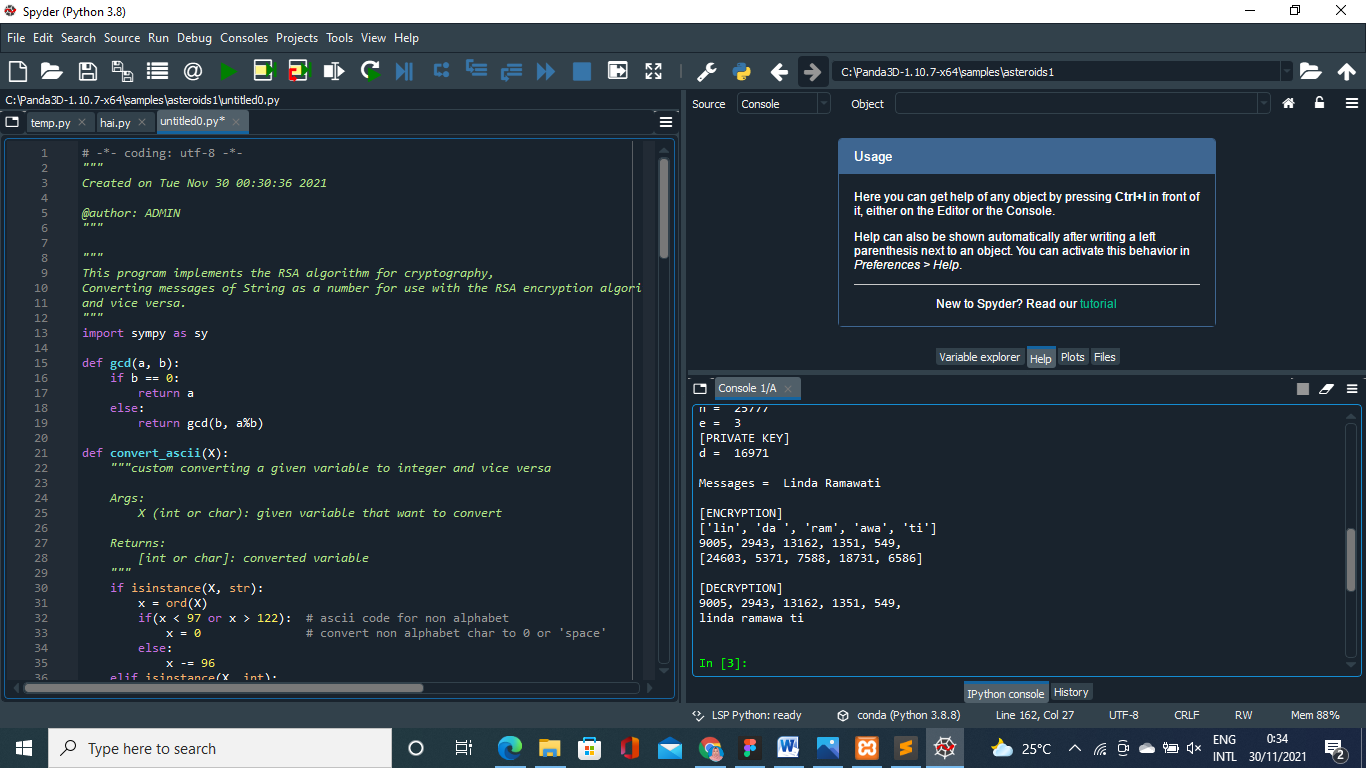 Spyder (Python 3.8)
File Edit Search Source Run Debug Consoles Projects Tools View Help
C:\Panda3D-1.10.7-x64\samples\asteroids1
C:\Panda3D-1.10.7-x64\samples\asteroids1\untitled0.py
temp.py hai.py untitled0.py*
1 # -*- coding: utf-8 -*-
2 """
3 Created on Tue Nov 30 00:30:36 2021
4
5 @author: ADMIN
6 """
7
8 """
9 This program implements the RSA algorithm for cryptography,
10 Converting messages of String as a number for use with the RSA encryption algori
11 and vice versa.
12 """
13 import sympy as sy
14
15 def gcd(a, b):
16 if b == 0:
17 return a
18 else:
19 return gcd(b, a%b)
20
21 def convert_ascii(X):
22 """custom converting a given variable to integer and vice versa
23
24 Args:
25 X (int or char): given variable that want to convert
26
27 Returns:
28 [int or char]: converted variable
29 """
30 if isinstance(X, str):
31 x = ord(X)
32 if(x < 97 or x > 122): # ascii code for non alphabet
33 x = 0 # convert non alphabet char to 0 or 'space'
34 else:
35 x -= 96
36 elif isinstance(X, int):
Source Console Object
Usage
Here you can get help of any object by pressing Ctrl+I in front of
it, either on the Editor or the Console.
Help can also be shown automatically after writing a left
parenthesis next to an object. You can activate this behavior in
Preferences > Help.
New to Spyder? Read our tutorial
Variable explorer Help Plots Files
Console 1/A
n = 25777
e = 3
[PRIVATE KEY]
d = 16971
Messages = Linda Ramawati
[ENCRYPTION]
['lin', 'da ', 'ram', 'awa', 'ti']
9005, 2943, 13162, 1351, 549,
[24603, 5371, 7588, 18731, 6586]
[DECRYPTION]
9005, 2943, 13162, 1351, 549,
linda ramawa ti
In [3]:
IPython console History
LSP Python: ready conda (Python 3.8.8) Line 162, Col 27 UTF-8 CRLF RW Mem 88%
Type here to search
25°C
ENG
INTL
0:34
30/11/2021
2